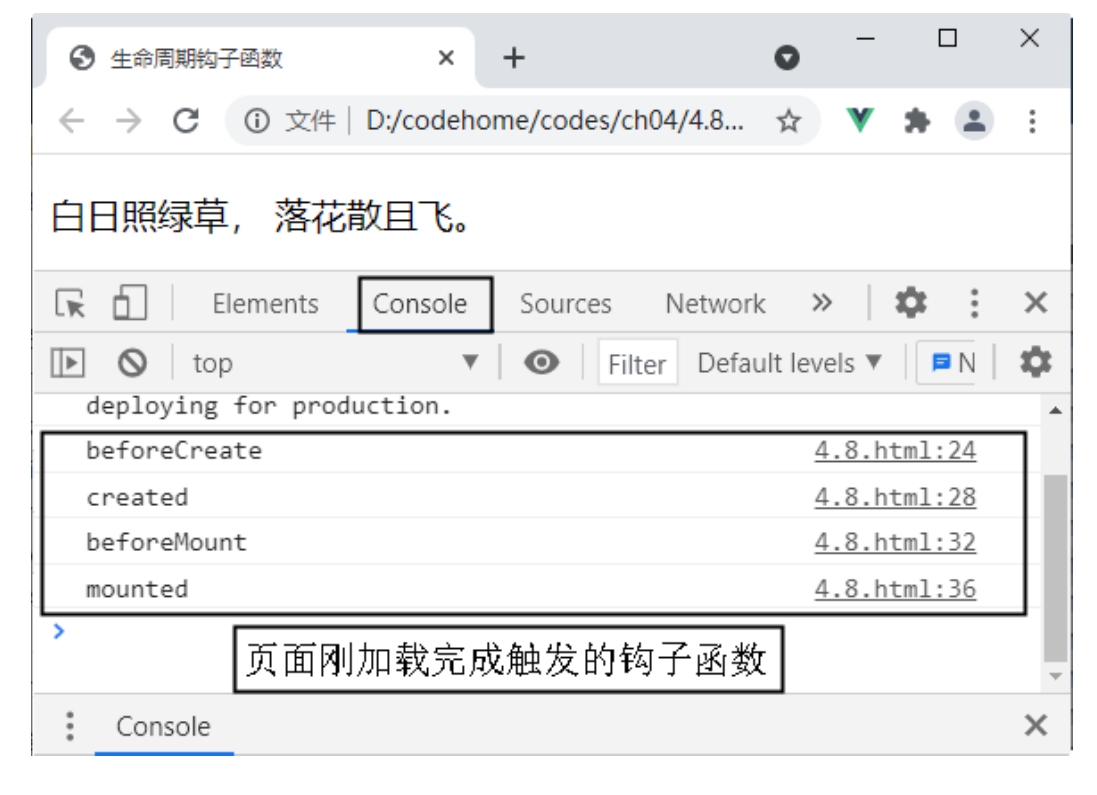 生命周期钩子函数
文件 D:/codehome/codes/ch04/4.8...
白日照绿草， 落花散且飞。
Elements Console Sources Network
top Filter Default levels N
deploying for production.
beforeCreate 4.8.html:24
created 4.8.html:28
beforeMount 4.8.html:32
mounted 4.8.html:36
页面刚加载完成触发的钩子函数
Console